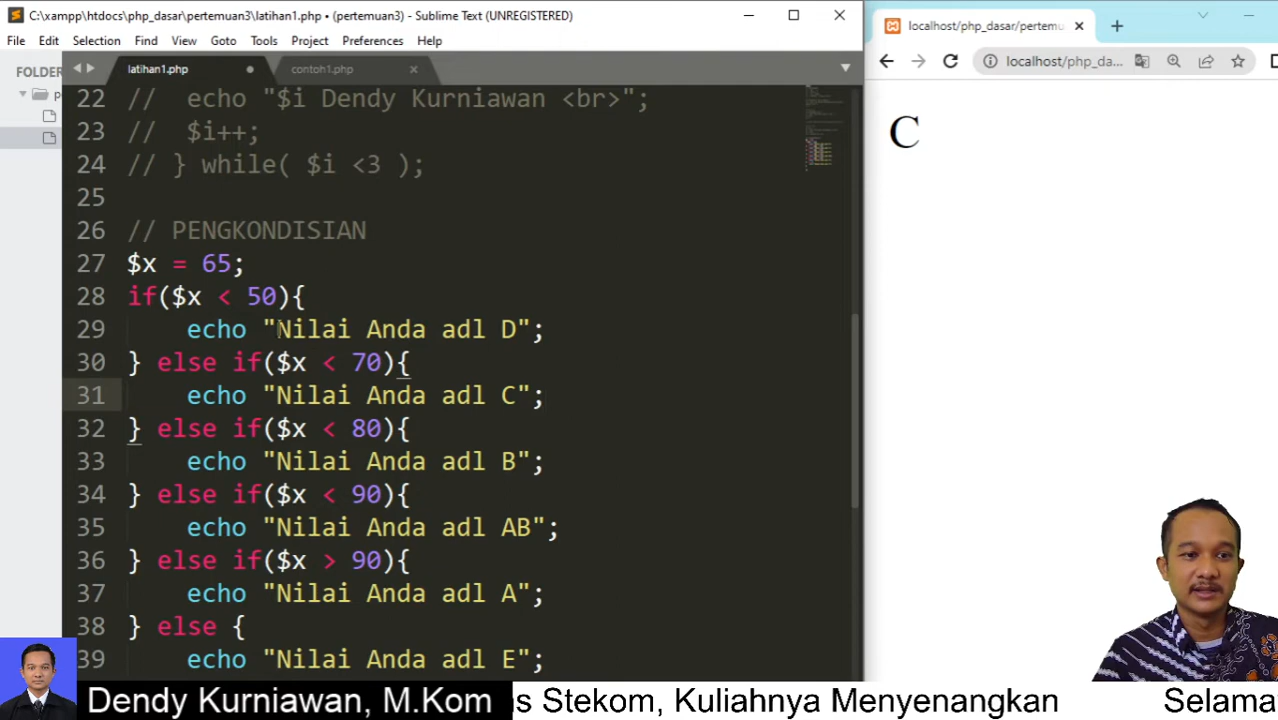 C:\xampp\htdocs\php_dasar\pertemuan3\latihan1.php • (pertemuan3) - Sublime Text (UNREGISTERED)
File Edit Selection Find View Goto Tools Project Preferences Help
FOLDER
latihan1.php
contoh1.php
22 // echo "$i Dendy Kurniawan <br>";
23 // $i++;
24 // } while( $i <3 );
25
26 // PENGKONDISIAN
27 $x = 65;
28 if($x < 50){
29 echo "Nilai Anda adl D";
30 } else if($x < 70){
31 echo "Nilai Anda adl C";
32 } else if($x < 80){
33 echo "Nilai Anda adl B";
34 } else if($x < 90){
35 echo "Nilai Anda adl AB";
36 } else if($x > 90){
37 echo "Nilai Anda adl A";
38 } else {
39 echo "Nilai Anda adl E";
localhost/php_dasar/pertemu
localhost/php_da...
C
Dendy Kurniawan, M.Kom
s Stekom, Kuliahnya Menyenangkan Selama